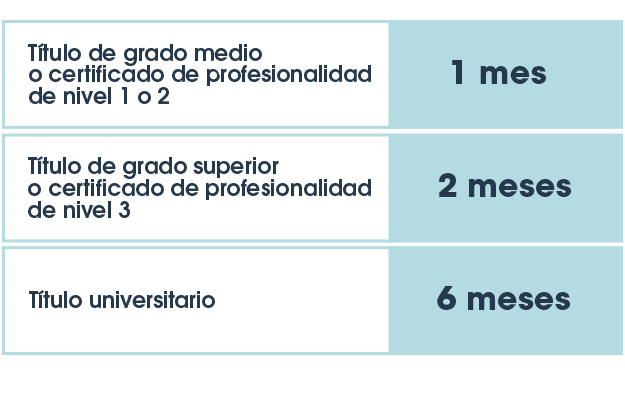 Título de grado medio
o certificado de profesionalidad
de nivel 1 o 2
1 mes
Título de grado superior
o certificado de profesionalidad
de nivel 3
2 meses
Título universitario
6 meses